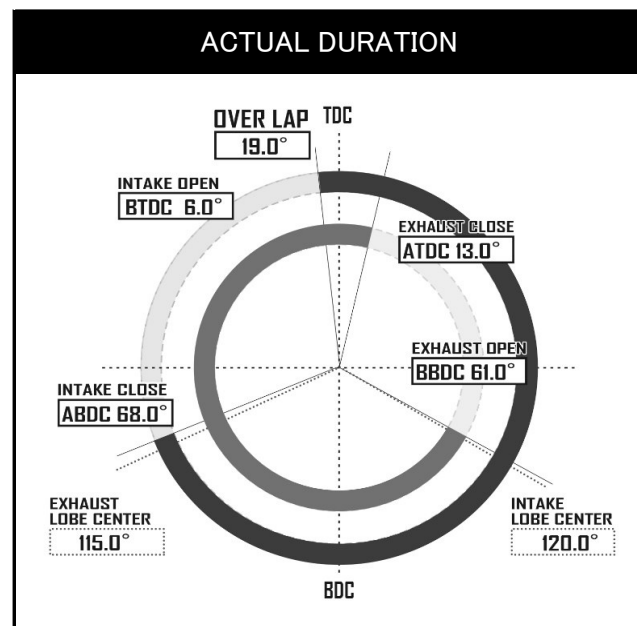 ACTUAL DURATION
OVER LAP
19.0°
TDC
INTAKE OPEN
BTDC 6.0°
EXHAUST CLOSE
ATDC 13.0°
EXHAUST OPEN
BBDC 61.0°
INTAKE CLOSE
ABDC 68.0°
EXHAUST
LOBE CENTER
115.0°
INTAKE
LOBE CENTER
120.0°
BDC